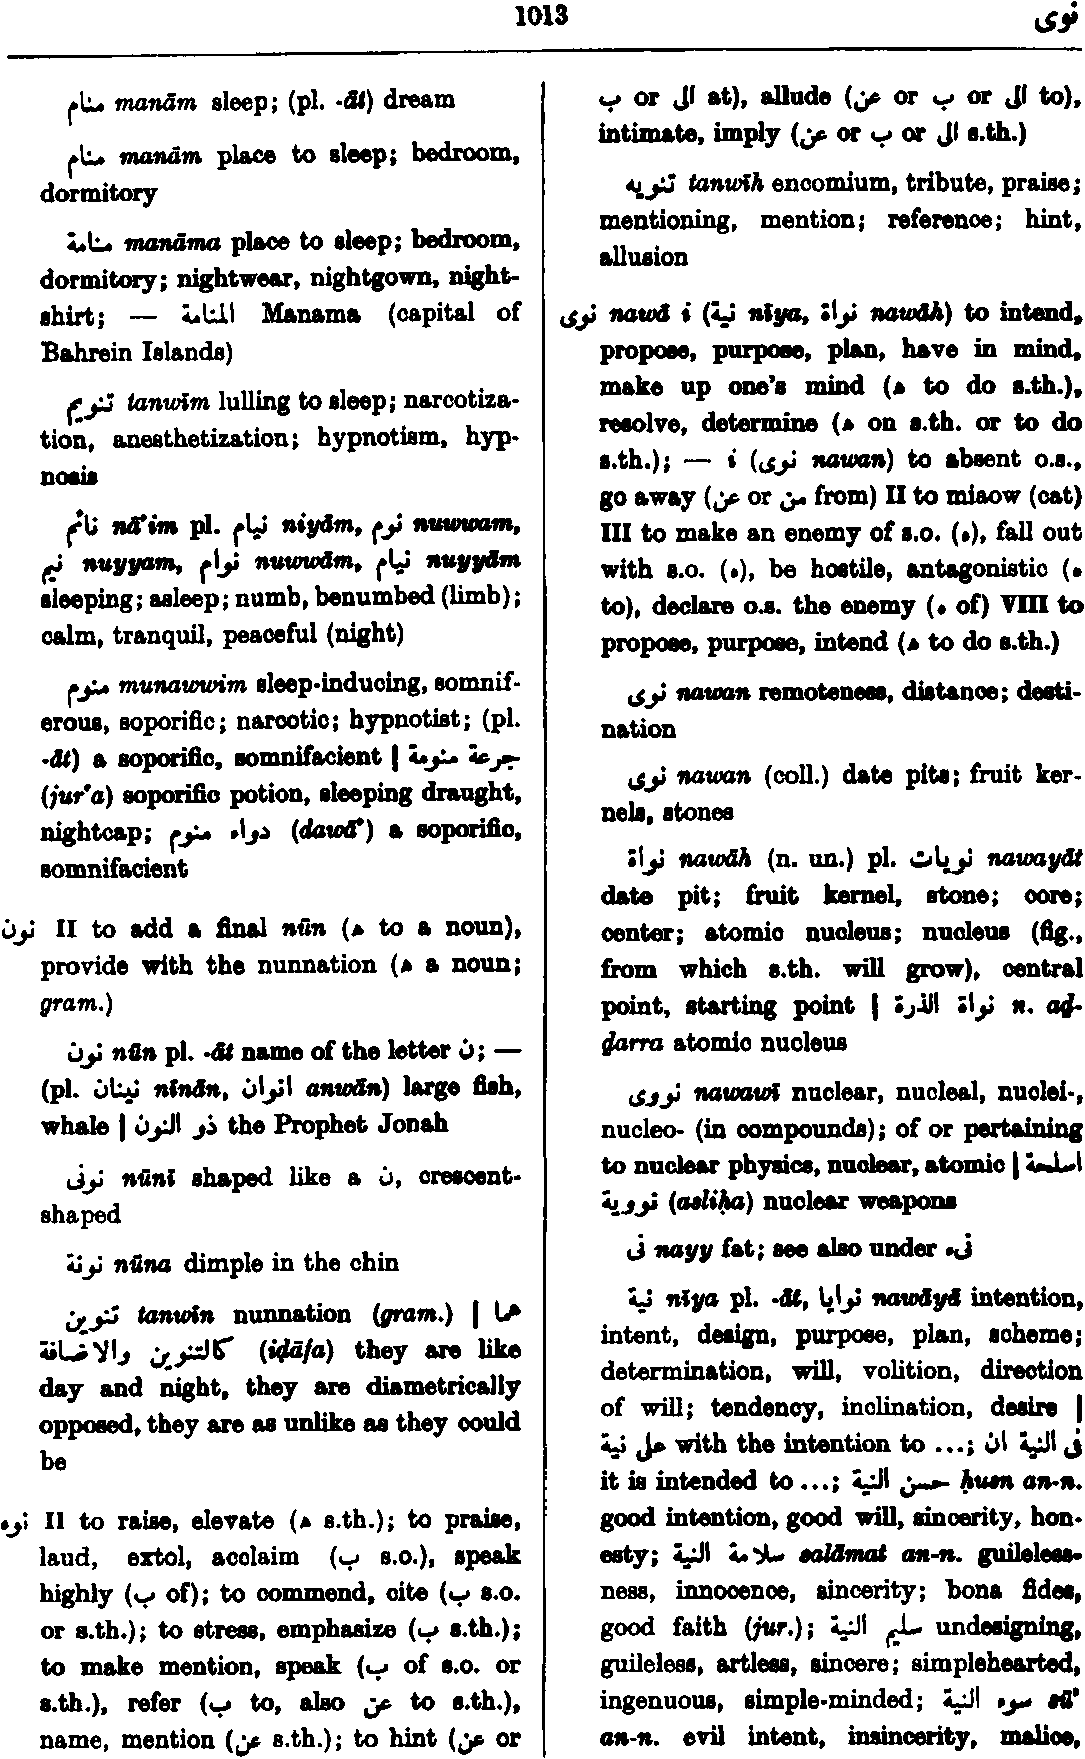 1013
نوى
منام manām sleep; (pl. -āt) dream
منام manām place to sleep; bedroom,
dormitory
منامة manāma place to sleep; bedroom,
dormitory; nightwear, nightgown, night-
shirt; — المنامة Manama (capital of
Bahrein Islands)
تنويم tanwīm lulling to sleep; narcotiza-
tion, anesthetization; hypnotism, hyp-
nosis
نائم nā'im pl. نيام niyām, نوم nuwwam,
نيم nuyyam, نوام nuwwām, نيام nuyyām
sleeping; asleep; numb, benumbed (limb);
calm, tranquil, peaceful (night)
منوم munawwim sleep-inducing, somnif-
erous, soporific; narcotic; hypnotist; (pl.
-āt) a soporific, somnifacient | جرعة منومة
(jur'a) soporific potion, sleeping draught,
nightcap; دواء منوم (dawā') a soporific,
somnifacient
نون II to add a final nūn (ه to a noun),
provide with the nunnation (ه a noun;
gram.)
نون nūn pl. -āt name of the letter ن; —
(pl. نينان nīnān, انوان anwān) large fish,
whale | ذو النون the Prophet Jonah
نونى nūnī shaped like a ن, crescent-
shaped
نونة nūna dimple in the chin
تنوين tanwīn nunnation (gram.) | هما
كالتنوين والاضافة (iḍāfa) they are like
day and night, they are diametrically
opposed, they are as unlike as they could
be
نوه II to raise, elevate (ه s.th.); to praise,
laud, extol, acclaim (ب s.o.), speak
highly (ب of); to commend, cite (ب s.o.
or s.th.); to stress, emphasize (ب s.th.);
to make mention, speak (ب of s.o. or
s.th.), refer (ب to, also عن to s.th.),
name, mention (عن s.th.); to hint (عن or
ب or الى at), allude (عن or ب or الى to),
intimate, imply (عن or ب or الى s.th.)
تنويه tanwīh encomium, tribute, praise;
mentioning, mention; reference; hint,
allusion
نوى nawā i (نية nīya, نواة nawāh) to intend,
propose, purpose, plan, have in mind,
make up one's mind (ه to do s.th.),
resolve, determine (ه on s.th. or to do
s.th.); — i (نوى nawan) to absent o.s.,
go away (عن or من from) II to miaow (cat)
III to make an enemy of s.o. (ه), fall out
with s.o. (ه), be hostile, antagonistic (ه
to), declare o.s. the enemy (ه of) VIII to
propose, purpose, intend (ه to do s.th.)
نوى nawan remoteness, distance; desti-
nation
نوى nawan (coll.) date pits; fruit ker-
nels, stones
نواة nawāh (n. un.) pl. نويات nawayāt
date pit; fruit kernel, stone; core;
center; atomic nucleus; nucleus (fig.,
from which s.th. will grow), central
point, starting point | نواة الذرة n. aḏ-
ḏarra atomic nucleus
نووى nawawī nuclear, nucleal, nuclei-,
nucleo- (in compounds); of or pertaining
to nuclear physics, nuclear, atomic | اسلحة
نووية (asliḥa) nuclear weapons
نى nayy fat; see also under نىء
نية nīya pl. -āt, نوايا nawāyā intention,
intent, design, purpose, plan, scheme;
determination, will, volition, direction
of will; tendency, inclination, desire |
على نية with the intention to ...; فى النية ان
it is intended to ...; حسن النية ḥusn an-n.
good intention, good will, sincerity, hon-
esty; سلامة النية salāmat an-n. guileless-
ness, innocence, sincerity; bona fides,
good faith (jur.); سليم النية undesigning,
guileless, artless, sincere; simplehearted,
ingenuous, simple-minded; سوء النية sū'
an-n. evil intent, insincerity, malice,